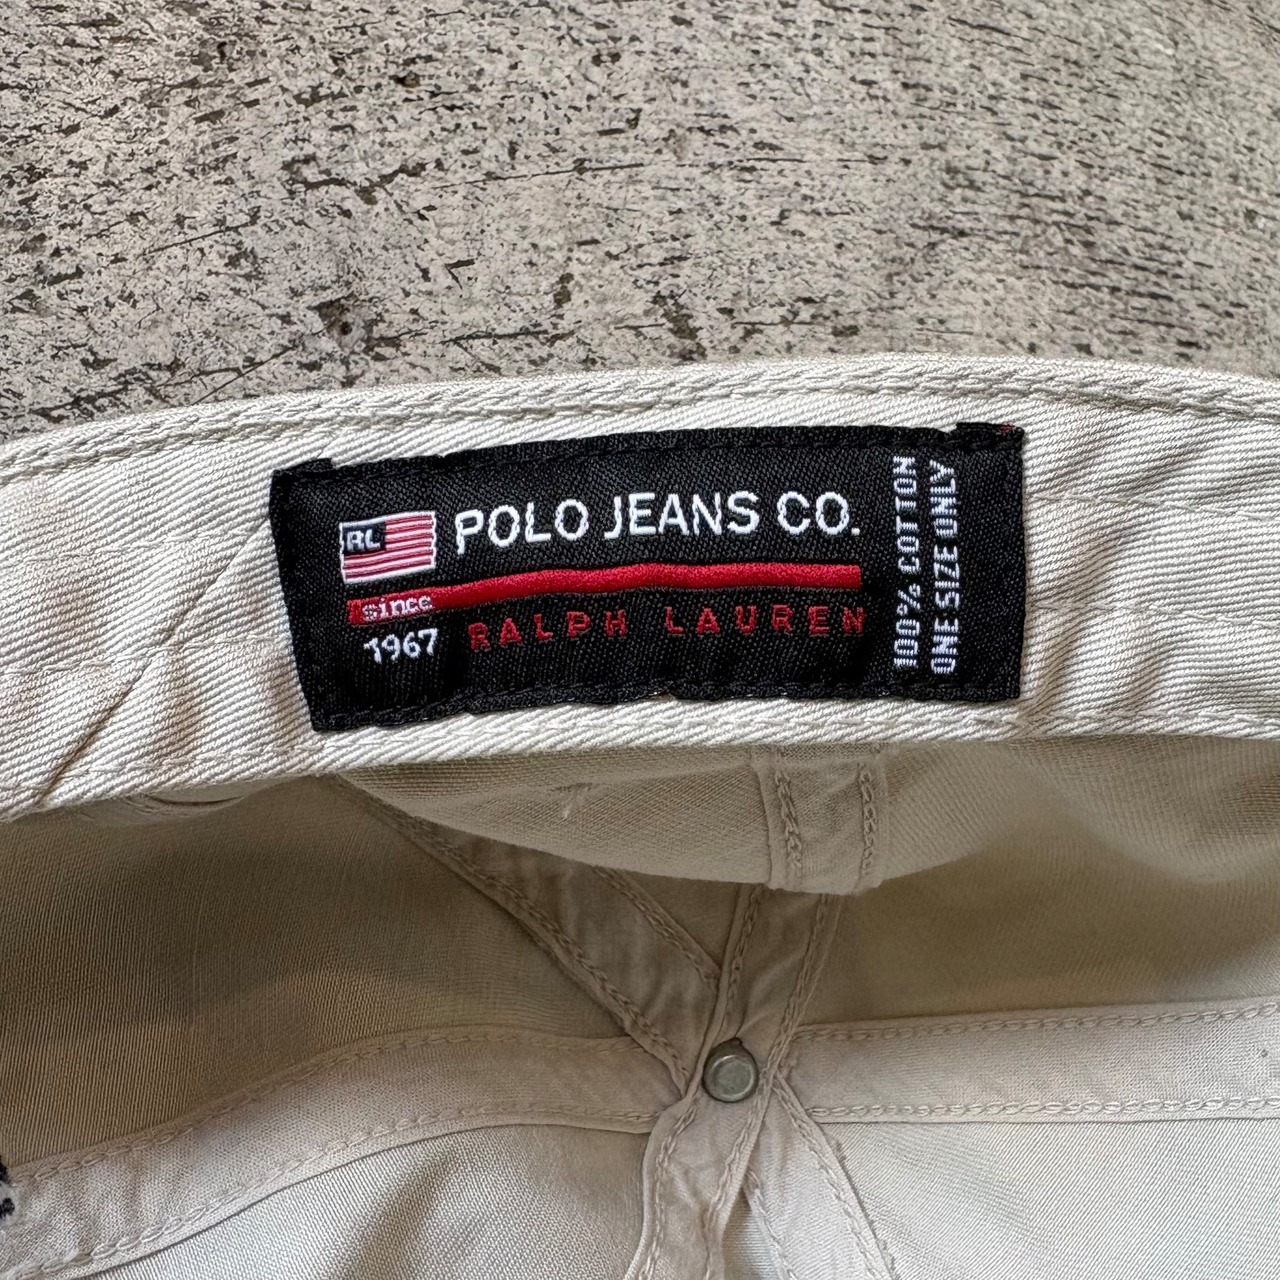 RL
POLO JEANS CO.
since
1967
RALPH LAUREN
100% COTTON
ONE SIZE ONLY